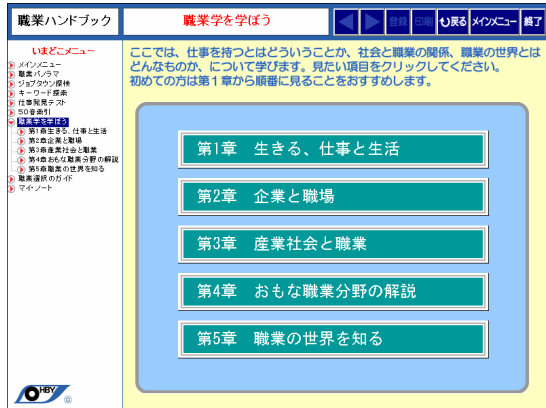 職業ハンドブック
職業学を学ぼう
登録 印刷 戻る メインメニュー 終了
いまどこメニュー
メインメニュー
職業パノラマ
ジョブタウン探検
キーワード探索
仕事発見テスト
50音索引
職業学を学ぼう
第1章生きる、仕事と生活
第2章企業と職場
第3章産業社会と職業
第4章おもな職業分野の解説
第5章職業の世界を知る
職業選択のガイド
マイ・ノート
ここでは、仕事を持つとはどういうことか、社会と職業の関係、職業の世界とは
どんなものか、について学びます。見たい項目をクリックしてください。
初めての方は第1章から順番に見ることをおすすめします。
第1章 生きる、仕事と生活
第2章 企業と職場
第3章 産業社会と職業
第4章 おもな職業分野の解説
第5章 職業の世界を知る
OHBY ©